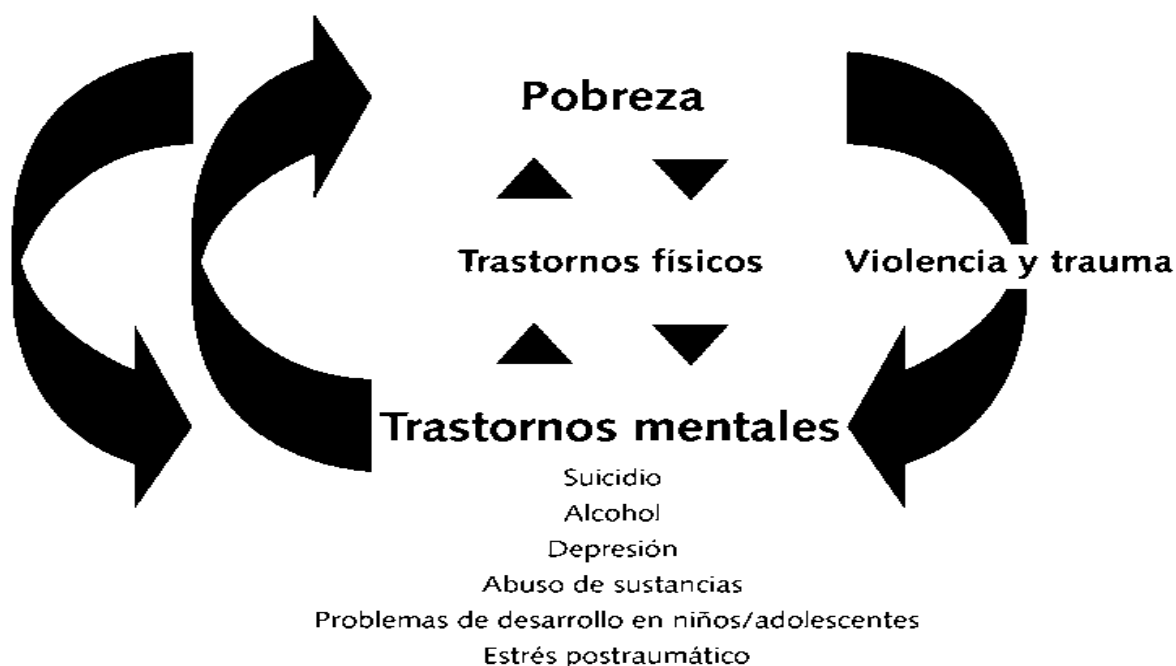 Pobreza
Trastornos físicos
Violencia y trauma
Trastornos mentales
Suicidio
Alcohol
Depresión
Abuso de sustancias
Problemas de desarrollo en niños/adolescentes
Estrés postraumático